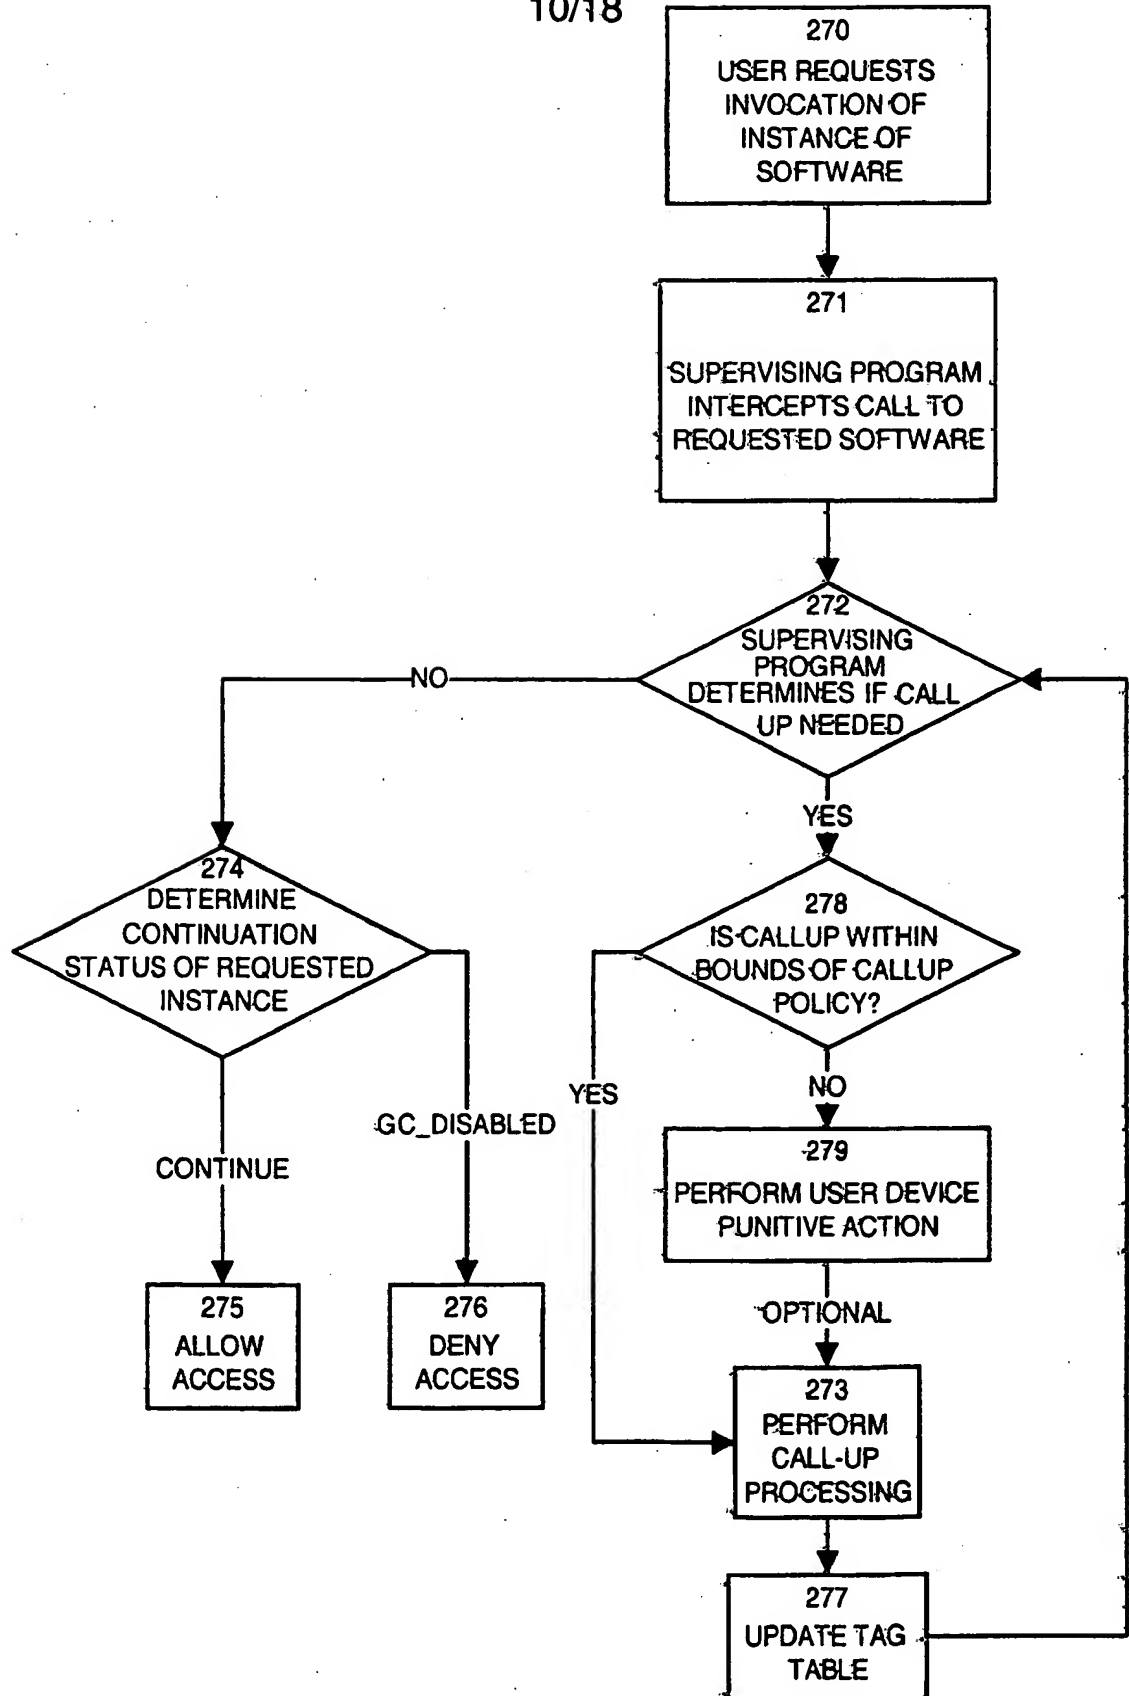 10/18
270
USER REQUESTS
INVOCATION OF
INSTANCE OF
SOFTWARE
271
SUPERVISING PROGRAM
INTERCEPTS CALL TO
REQUESTED SOFTWARE
272
SUPERVISING
PROGRAM
DETERMINES IF CALL
UP NEEDED
NO
YES
274
DETERMINE
CONTINUATION
STATUS OF REQUESTED
INSTANCE
278
IS CALLUP WITHIN
BOUNDS OF CALLUP
POLICY?
YES
NO
GC_DISABLED
CONTINUE
279
PERFORM USER DEVICE
PUNITIVE ACTION
OPTIONAL
275
ALLOW
ACCESS
276
DENY
ACCESS
273
PERFORM
CALL-UP
PROCESSING
277
UPDATE TAG
TABLE